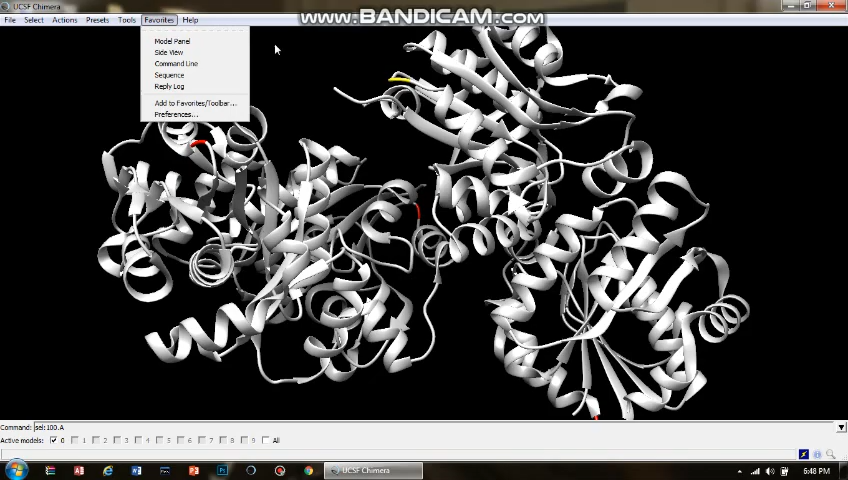 UCSF Chimera
www.BANDICAM.com
File Select Actions Presets Tools Favorites Help
Model Panel
Side View
Command Line
Sequence
Reply Log
Add to Favorites/Toolbar...
Preferences...
Command: sel:100.A
Active models: 0 1 2 3 4 5 6 7 8 9 All
UCSF Chimera
6:48 PM